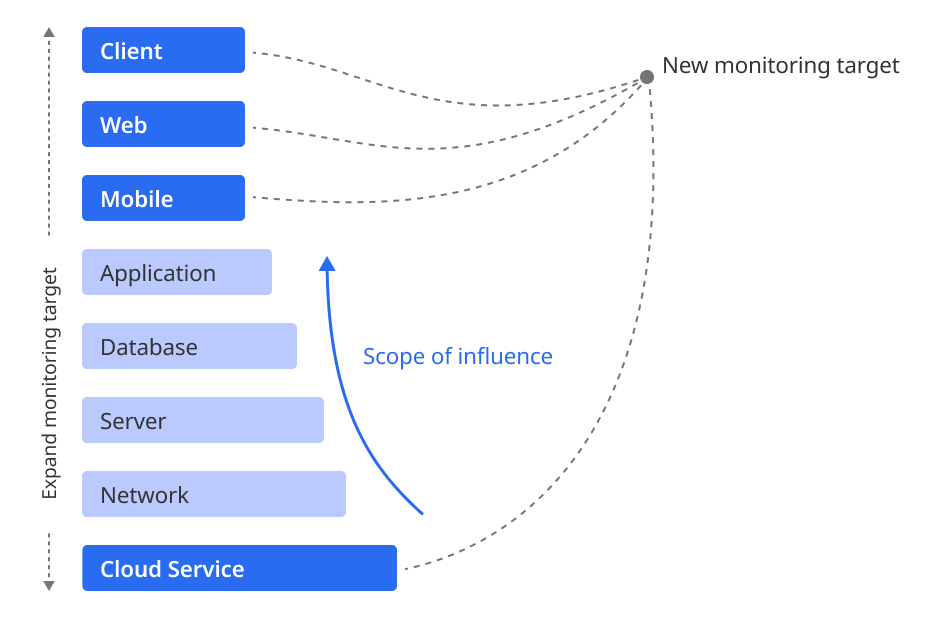 Client
New monitoring target
Web
Mobile
Application
Expand monitoring target
Database
Scope of influence
Server
Network
Cloud Service